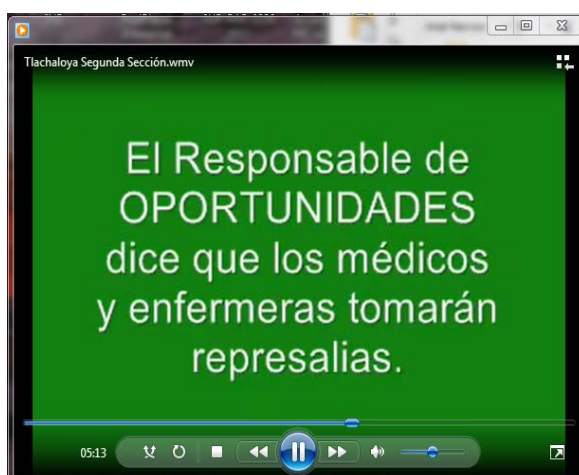 Tlachaloya Segunda Sección.wmv
El Responsable de
OPORTUNIDADES
dice que los médicos
y enfermeras tomarán
represalias.
05:13